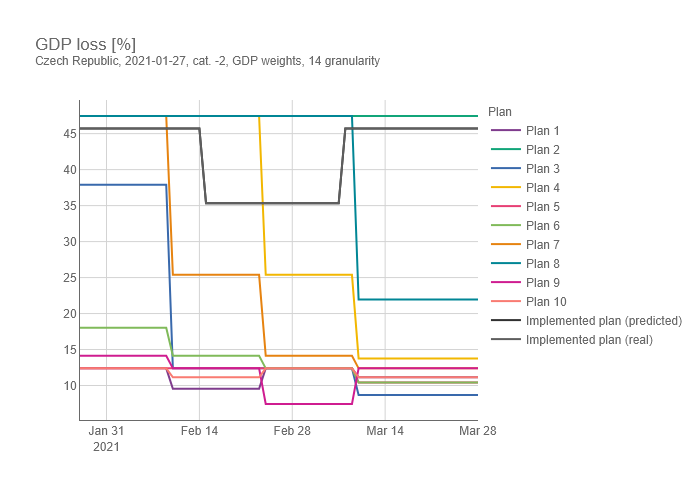 GDP loss [%]
Czech Republic, 2021-01-27, cat. -2, GDP weights, 14 granularity
45
40
35
30
25
20
15
10
Jan 31
2021
Feb 14
Feb 28
Mar 14
Mar 28
Plan
Plan 1
Plan 2
Plan 3
Plan 4
Plan 5
Plan 6
Plan 7
Plan 8
Plan 9
Plan 10
Implemented plan (predicted)
Implemented plan (real)